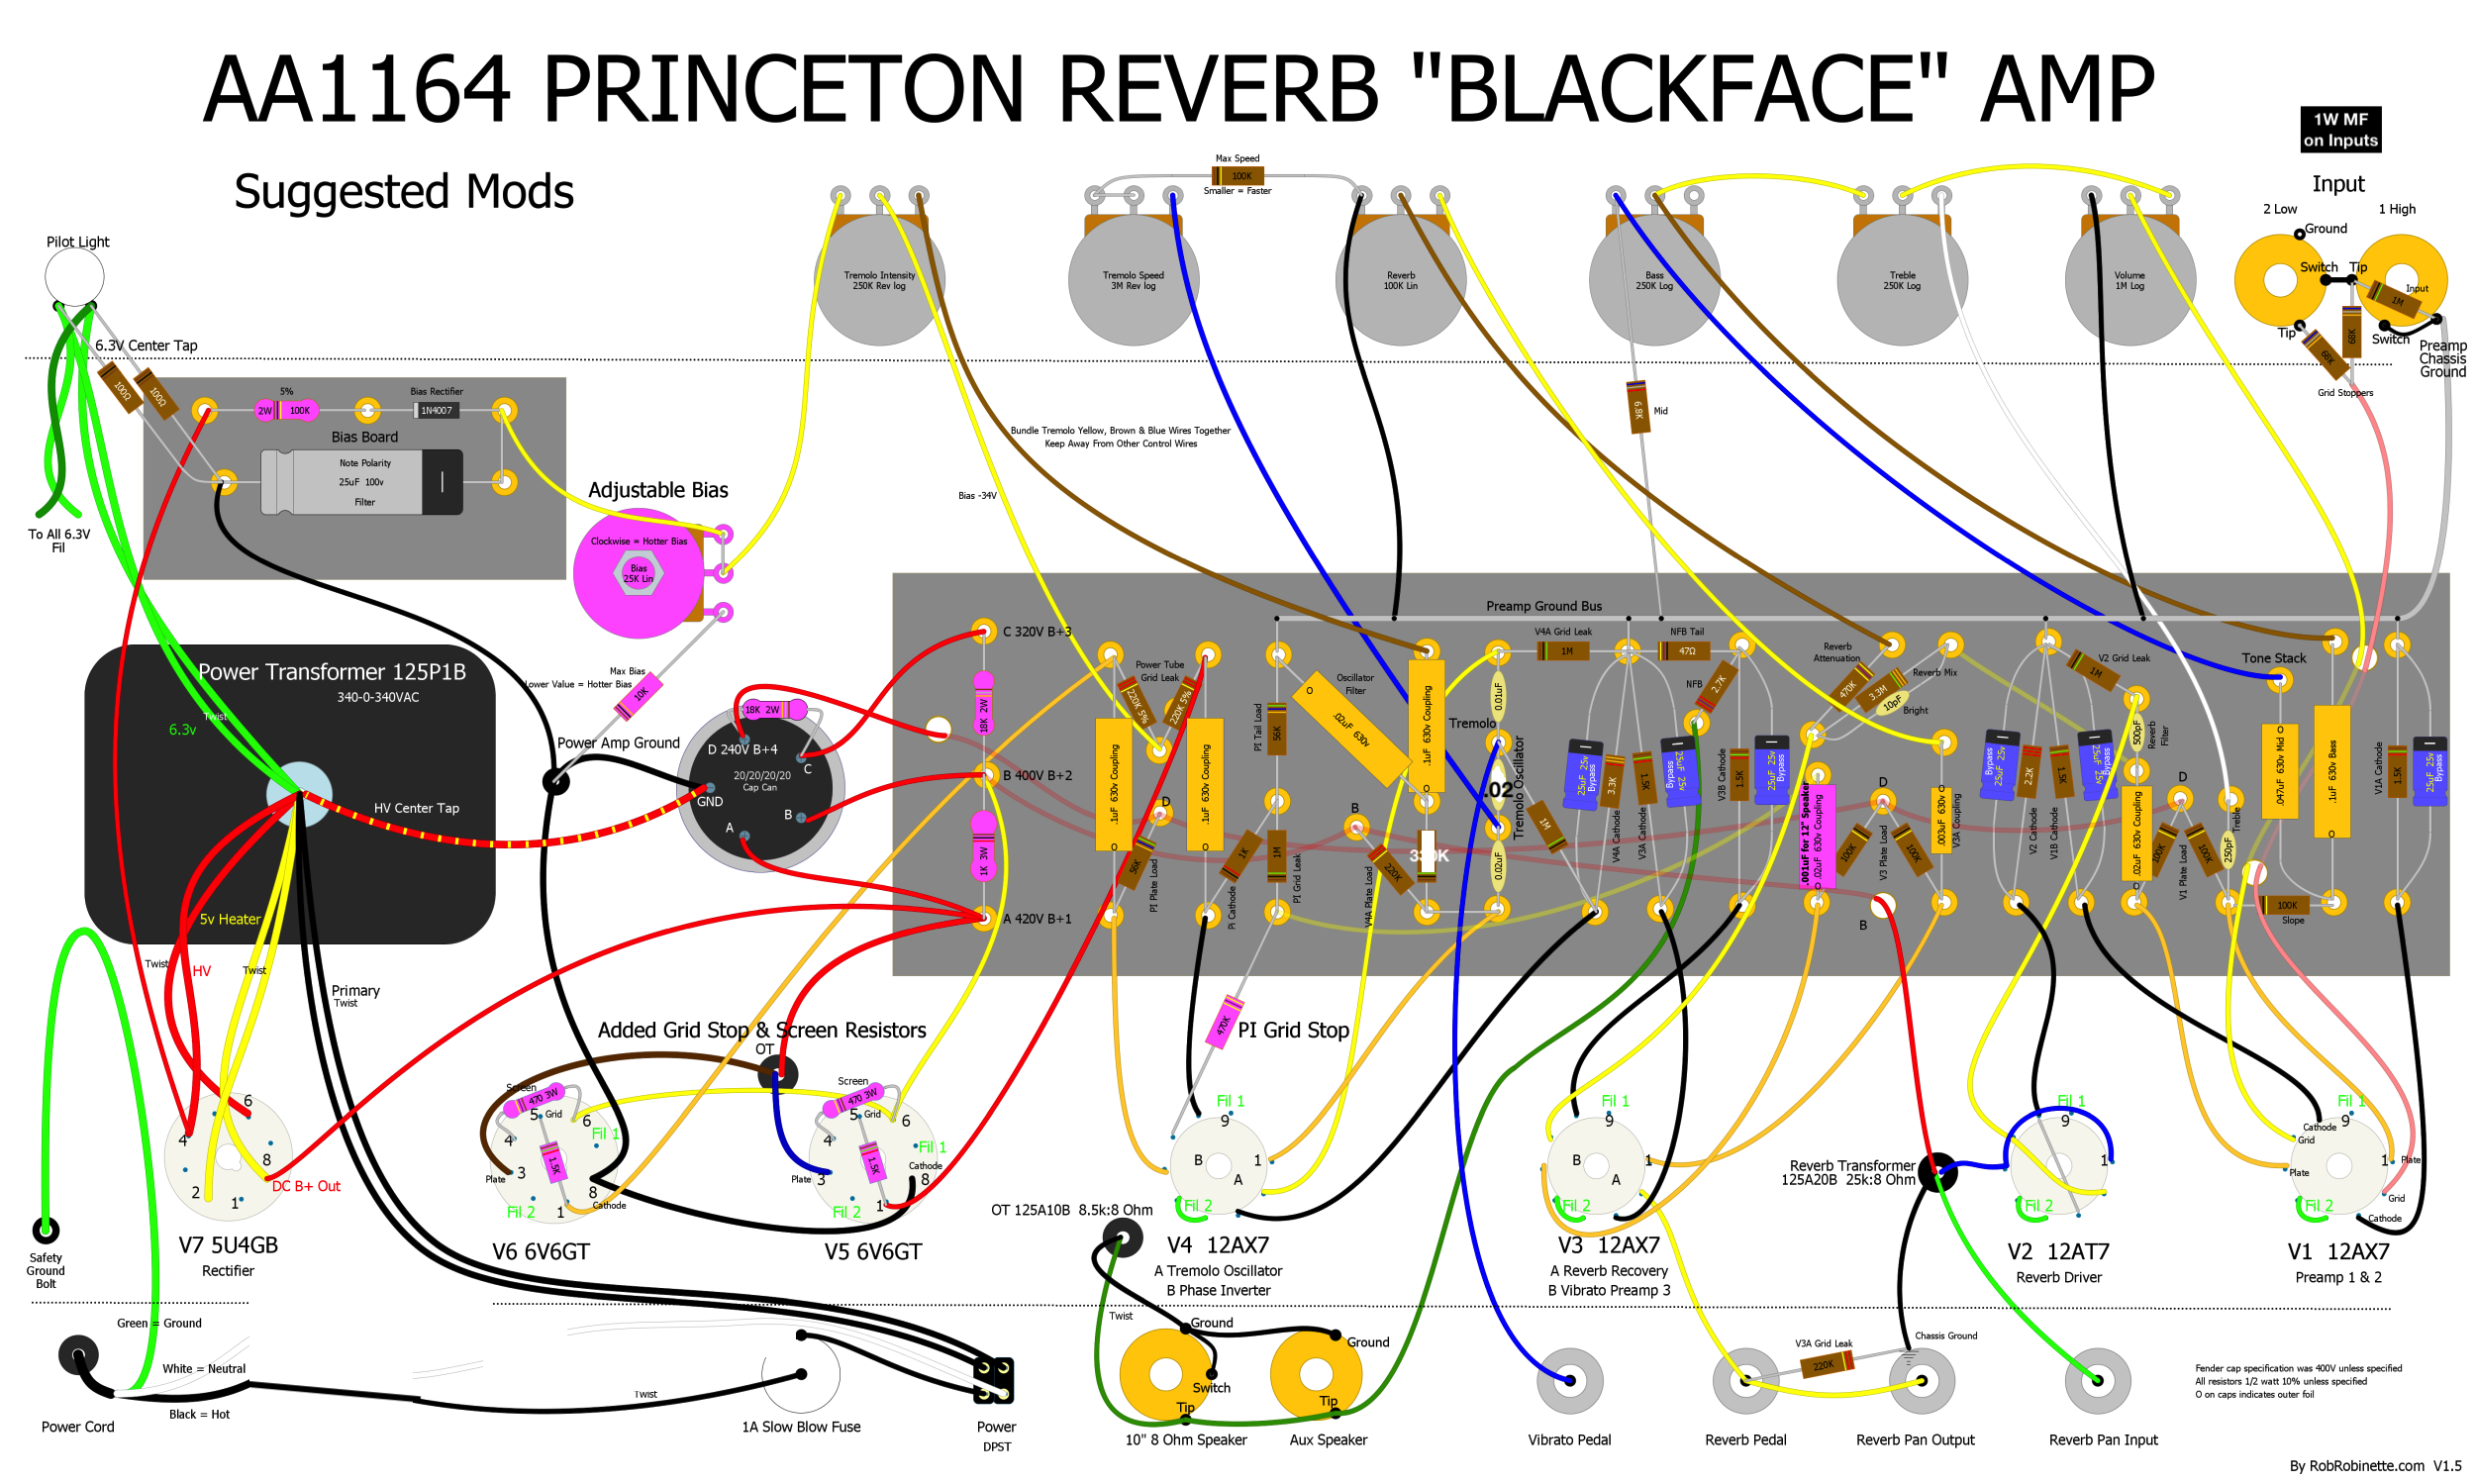 AA1164 PRINCETON REVERB "BLACKFACE" AMP
Suggested Mods
1W MF
on Inputs
Input
2 Low
1 High
Ground
Switch
Tip
Input
1M
68K
68K
Tip
Switch
Preamp
Chassis
Ground
Grid Stoppers
Max Speed
100K
Smaller = Faster
Tremolo Intensity
250K Rev log
Tremolo Speed
3M Rev log
Reverb
100K Lin
Bass
250K Log
Treble
250K Log
Volume
1M Log
Pilot Light
6.3V Center Tap
100Ω
100Ω
5%
2W 100K
Bias Rectifier
1N4007
Bias Board
Note Polarity
25uF 100v
Filter
To All 6.3V
Fil
Adjustable Bias
Clockwise = Hotter Bias
Bias
25K Lin
Max Bias
Lower Value = Hotter Bias
10K
Bundle Tremolo Yellow, Brown & Blue Wires Together
Keep Away From Other Control Wires
Bias -34V
6.8K
Mid
Power Transformer 125P1B
340-0-340VAC
6.3v
Twist
HV Center Tap
5v Heater
Twist
HV
Twist
Primary
Twist
Power Amp Ground
18K 2W
D 240V B+4
C
20/20/20/20
Cap Can
GND
B
A
C 320V B+3
18K 2W
B 400V B+2
1K 3W
A 420V B+1
Preamp Ground Bus
Power Tube
Grid Leak
220K 5%
220K 5%
.1uF 630v Coupling
.1uF 630v Coupling
D
56K
PI Plate Load
PI Tail Load
56K
1K
Pi Cathode
1M
PI Grid Leak
Oscillator
Filter
.02uF 630v
.1uF 630v Coupling
B
220K
V4A Plate Load
330K
Tremolo
0.01uF
.02
0.02uF
Tremolo Oscillator
V4A Grid Leak
1M
1M
NFB Tail
47Ω
NFB
2.7K
25uF 25v
Bypass
3.3K
V4A Cathode
1.5K
V3A Cathode
25uF 25v
Bypass
V3B Cathode
1.5K
25uF 25v
Bypass
Reverb
Attenuation
470K
3.3M
Reverb Mix
10pF
Bright
.001uF for 12" Speaker
.02uF 630v Coupling
D
100K
V3 Plate Load
100K
.003uF 630v
V3A Coupling
B
V2 Grid Leak
1M
Bypass
25uF 25v
2.2K
V2 Cathode
1.5K
V1B Cathode
25uF 25v
Bypass
500pF
Reverb
Filter
.02uF 630v Coupling
D
100K
V1 Plate Load
100K
250pF
Treble
Tone Stack
.047uF 630v Mid
.1uF 630v Bass
100K
Slope
V1A Cathode
1.5K
25uF 25v
Bypass
Added Grid Stop & Screen Resistors
OT
PI Grid Stop
470K
6
4
8
2
1
DC B+ Out
V7 5U4GB
Rectifier
Screen
470 3W
5
Grid
6
4
Fil 1
3
Plate
1.5K
8
Cathode
Fil 2
1
V6 6V6GT
Screen
470 3W
5
Grid
6
4
Fil 1
Plate
3
1.5K
Cathode
8
Fil 2
1
V5 6V6GT
OT 125A10B 8.5k:8 Ohm
Fil 1
9
B
1
A
Fil 2
V4 12AX7
A Tremolo Oscillator
B Phase Inverter
Fil 1
9
B
1
A
Fil 2
V3 12AX7
A Reverb Recovery
B Vibrato Preamp 3
Reverb Transformer
125A20B 25k:8 Ohm
Fil 1
9
1
Fil 2
V2 12AT7
Reverb Driver
Fil 1
9
Cathode
Grid
1
Plate
Plate
Grid
Fil 2
Cathode
V1 12AX7
Preamp 1 & 2
Safety
Ground
Bolt
Green = Ground
White = Neutral
Black = Hot
Power Cord
Twist
1A Slow Blow Fuse
Power
DPST
Twist
Ground
Switch
Tip
10" 8 Ohm Speaker
Ground
Tip
Aux Speaker
Vibrato Pedal
V3A Grid Leak
220K
Chassis Ground
Reverb Pedal
Reverb Pan Output
Reverb Pan Input
Fender cap specification was 400V unless specified
All resistors 1/2 watt 10% unless specified
O on caps indicates outer foil
By RobRobinette.com V1.5